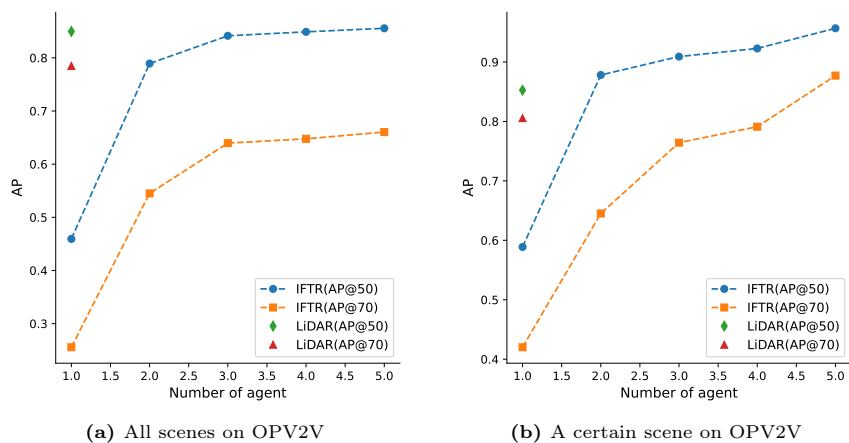 0.8
0.7
0.6
0.5
0.4
0.3
AP
1.0 1.5 2.0 2.5 3.0 3.5 4.0 4.5 5.0
Number of agent
IFTR(AP@50)
IFTR(AP@70)
LiDAR(AP@50)
LiDAR(AP@70)
(a) All scenes on OPV2V
0.9
0.8
0.7
0.6
0.5
0.4
AP
1.0 1.5 2.0 2.5 3.0 3.5 4.0 4.5 5.0
Number of agent
IFTR(AP@50)
IFTR(AP@70)
LiDAR(AP@50)
LiDAR(AP@70)
(b) A certain scene on OPV2V